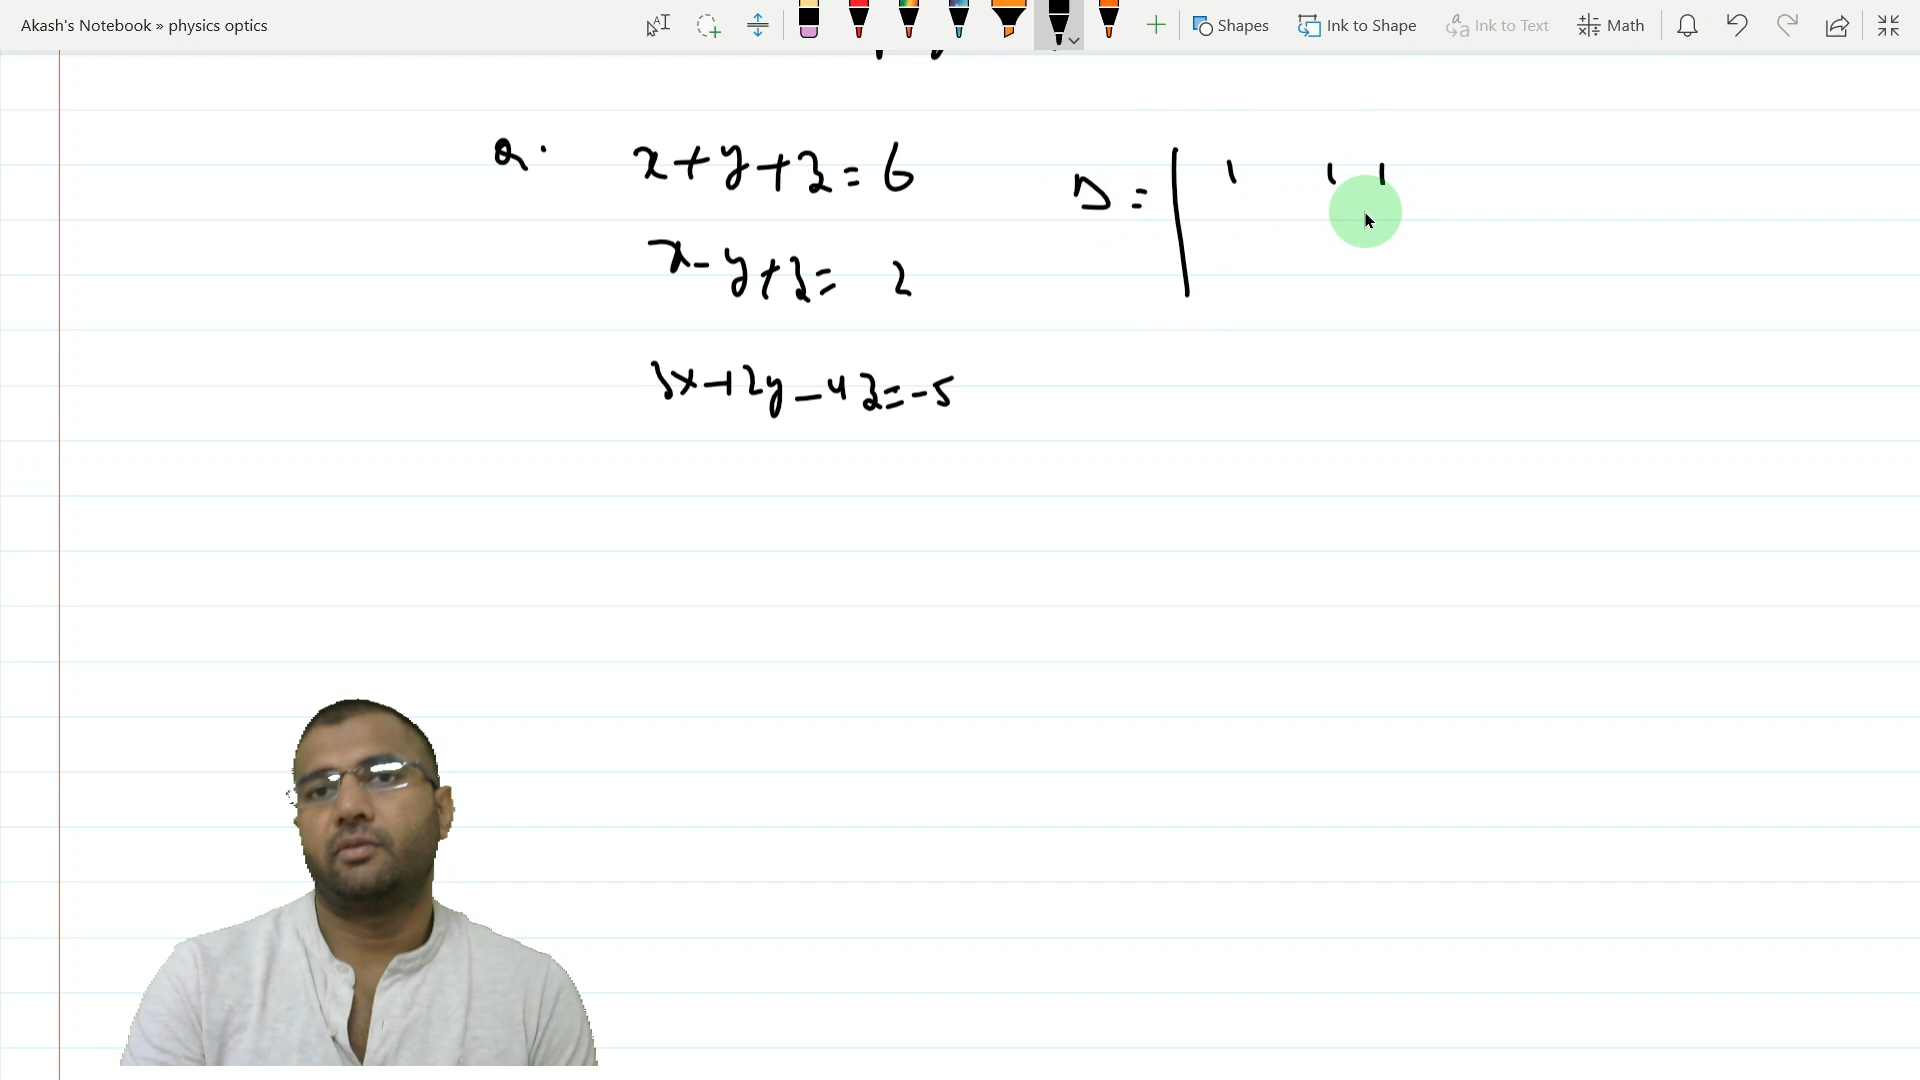 Akash's Notebook » physics optics
Shapes
Ink to Shape
Ink to Text
Math
Q. x+y+z=6
D = | 1 1 1
x-y+z= 2
3x+2y-4z=-5